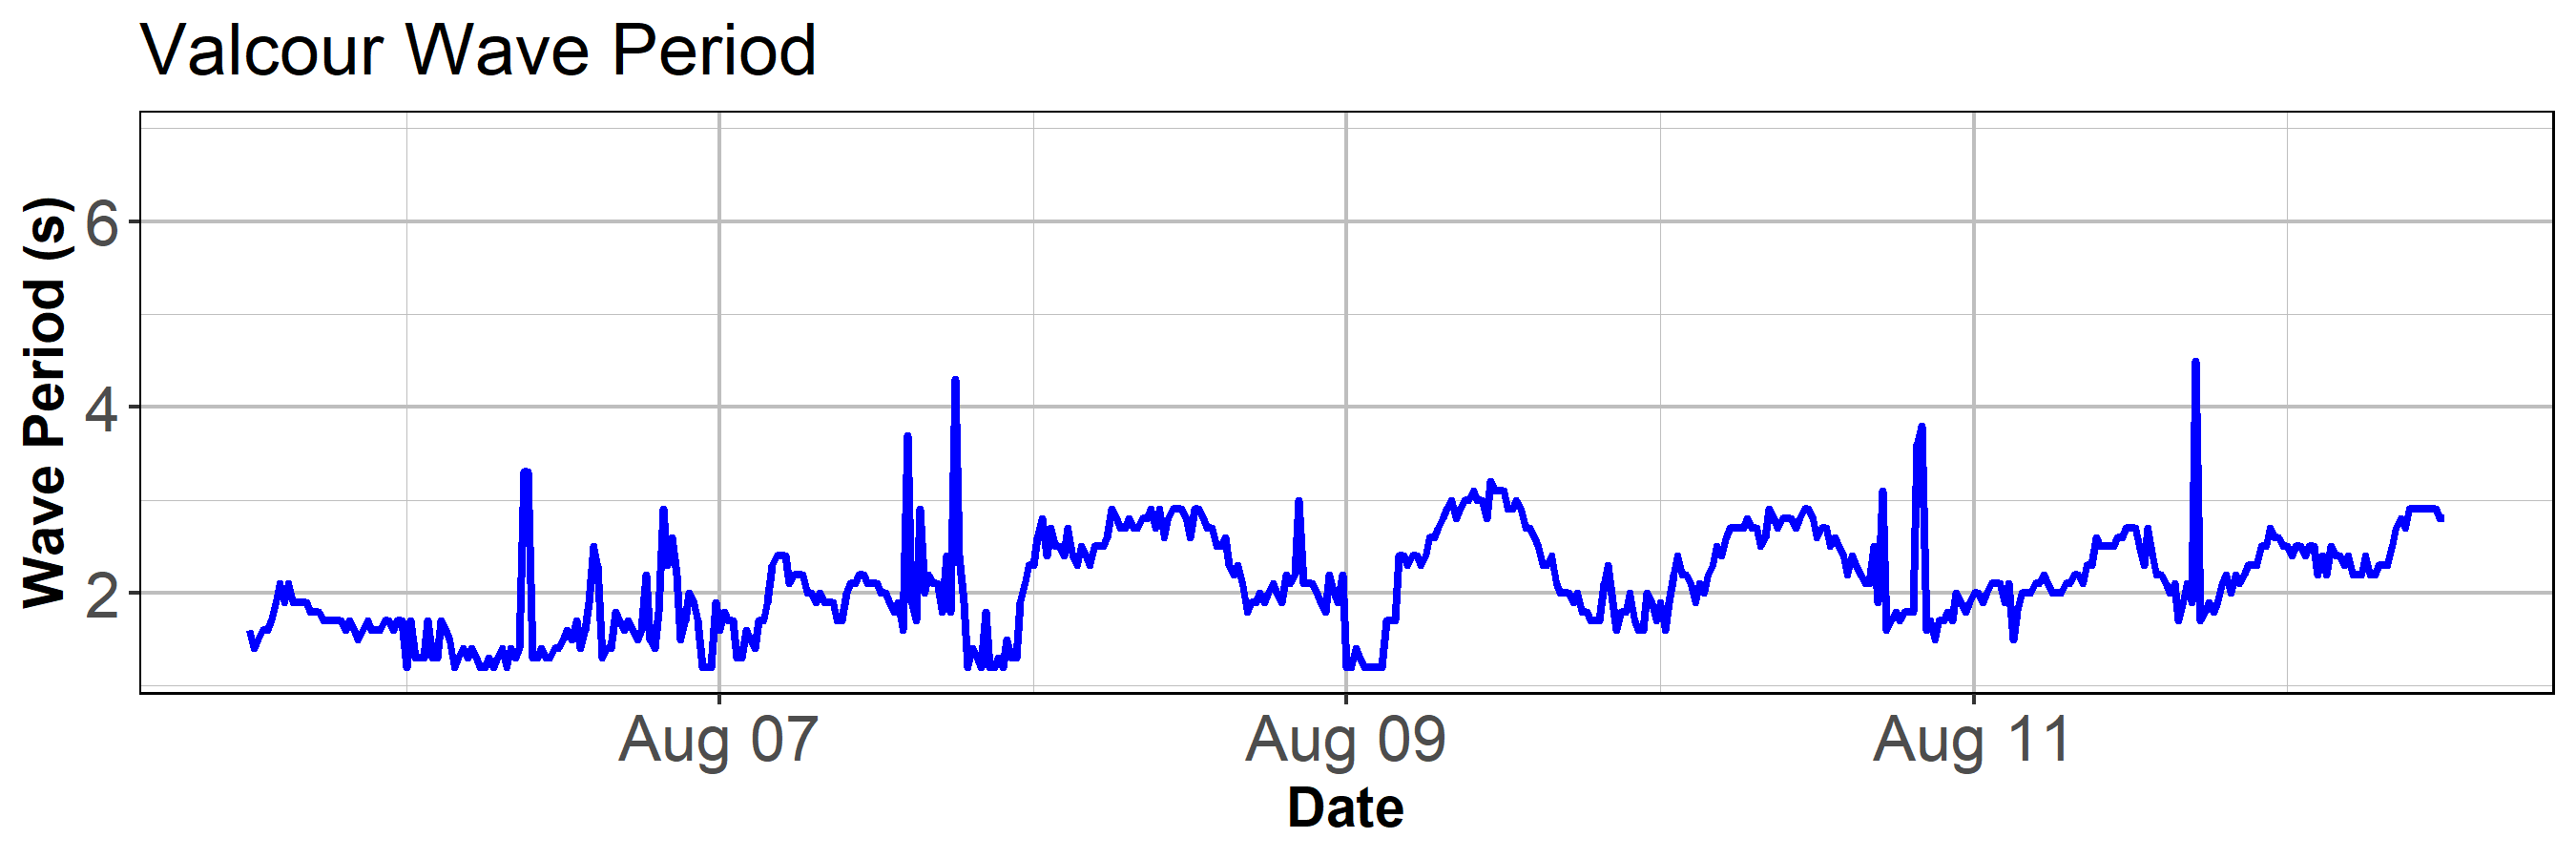 Valcour Wave Period
Wave Period (s)
6
4
2
Aug 07
Aug 09
Aug 11
Date